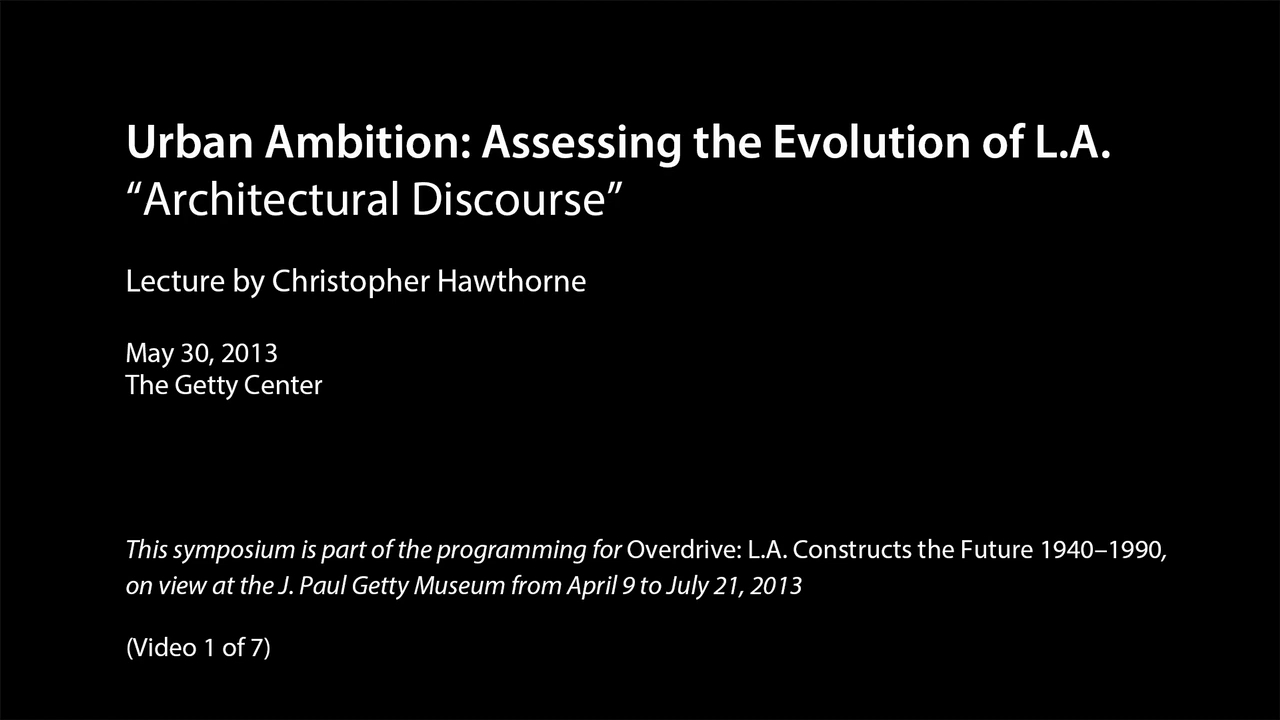 Urban Ambition: Assessing the Evolution of L.A.
“Architectural Discourse”
Lecture by Christopher Hawthorne
May 30, 2013
The Getty Center
This symposium is part of the programming for Overdrive: L.A. Constructs the Future 1940–1990,
on view at the J. Paul Getty Museum from April 9 to July 21, 2013
(Video 1 of 7)